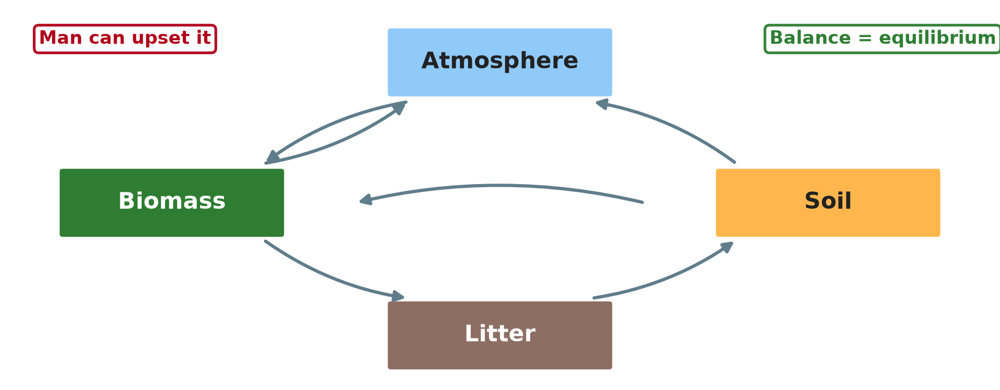 Man can upset it
Balance = equilibrium
Atmosphere
Biomass
Soil
Litter